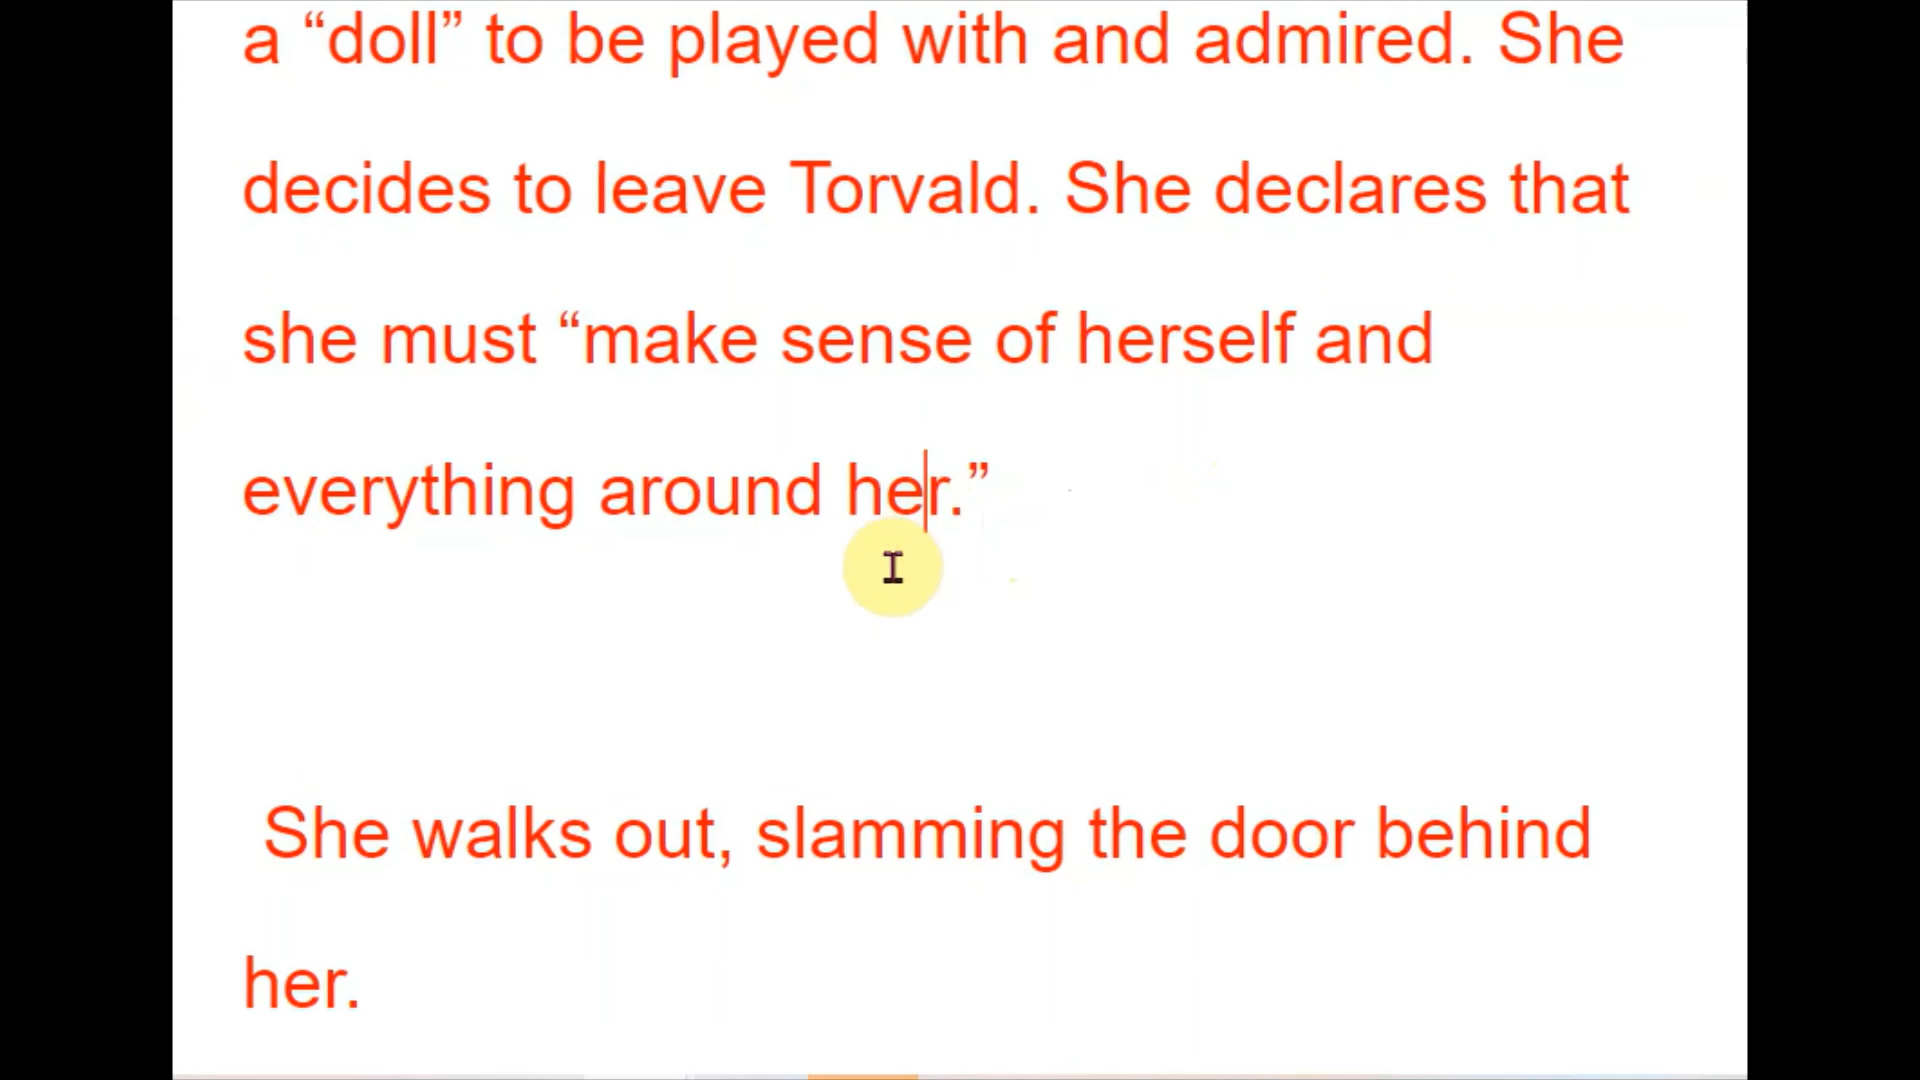 a “doll” to be played with and admired. She
decides to leave Torvald. She declares that
she must “make sense of herself and
everything around her.”
She walks out, slamming the door behind
her.